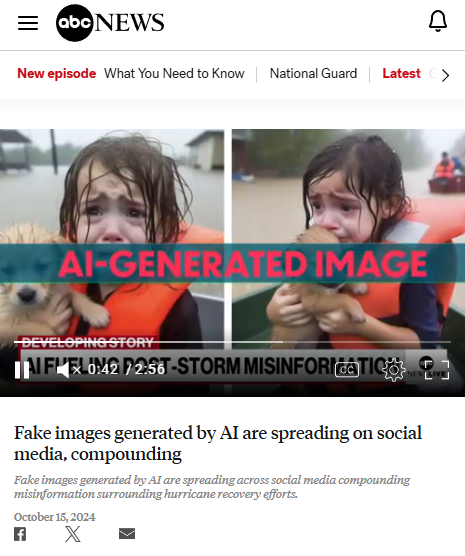 abc NEWS
New episode What You Need to Know National Guard Latest
AI-GENERATED IMAGE
DEVELOPING STORY
AI FUELING POST-STORM MISINFORMATION
0:42 / 2:56 CC
NEWS LIVE
Fake images generated by AI are spreading on social
media, compounding
Fake images generated by AI are spreading across social media compounding
misinformation surrounding hurricane recovery efforts.
October 15, 2024